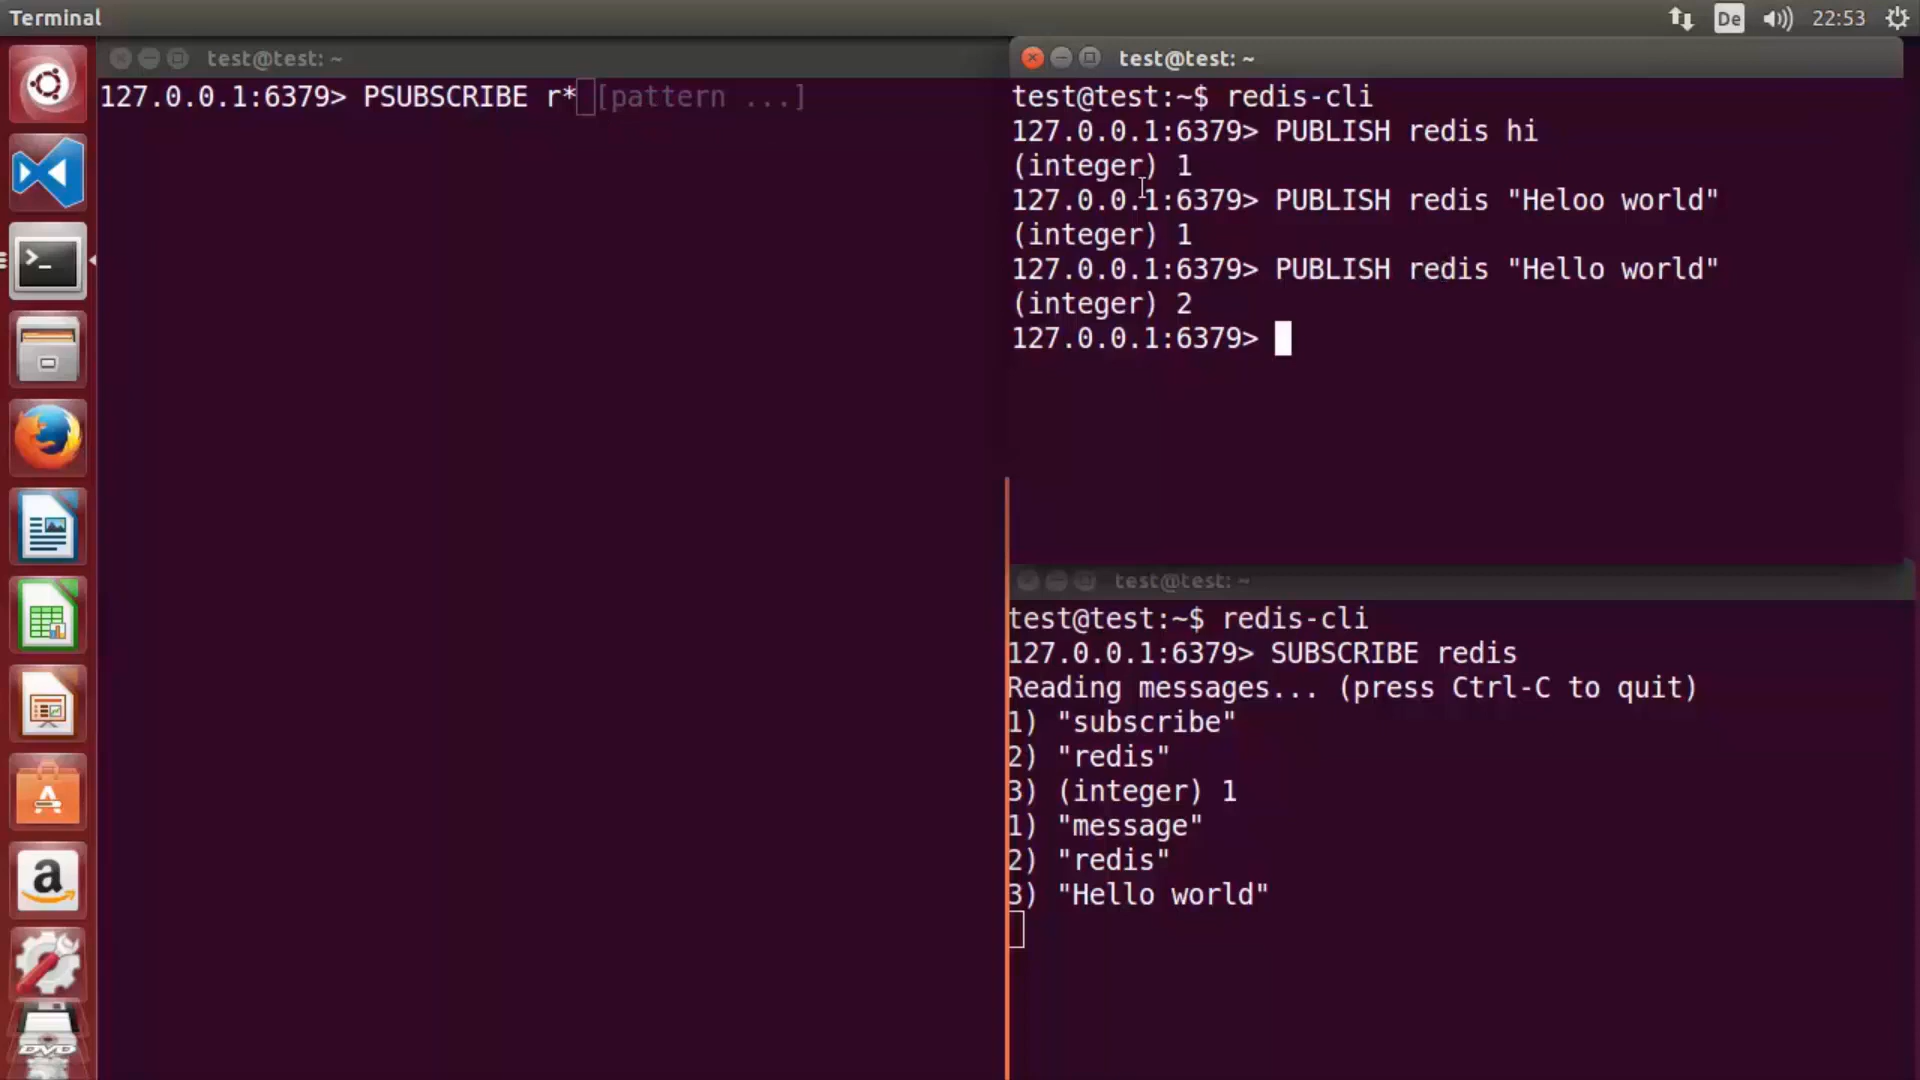 Terminal
De
22:53
test@test: ~
127.0.0.1:6379> PSUBSCRIBE r* [pattern ...]
test@test: ~
test@test:~$ redis-cli
127.0.0.1:6379> PUBLISH redis hi
(integer) 1
127.0.0.1:6379> PUBLISH redis "Heloo world"
(integer) 1
127.0.0.1:6379> PUBLISH redis "Hello world"
(integer) 2
127.0.0.1:6379>
test@test: ~
test@test:~$ redis-cli
127.0.0.1:6379> SUBSCRIBE redis
Reading messages... (press Ctrl-C to quit)
1) "subscribe"
2) "redis"
3) (integer) 1
1) "message"
2) "redis"
3) "Hello world"
DVD